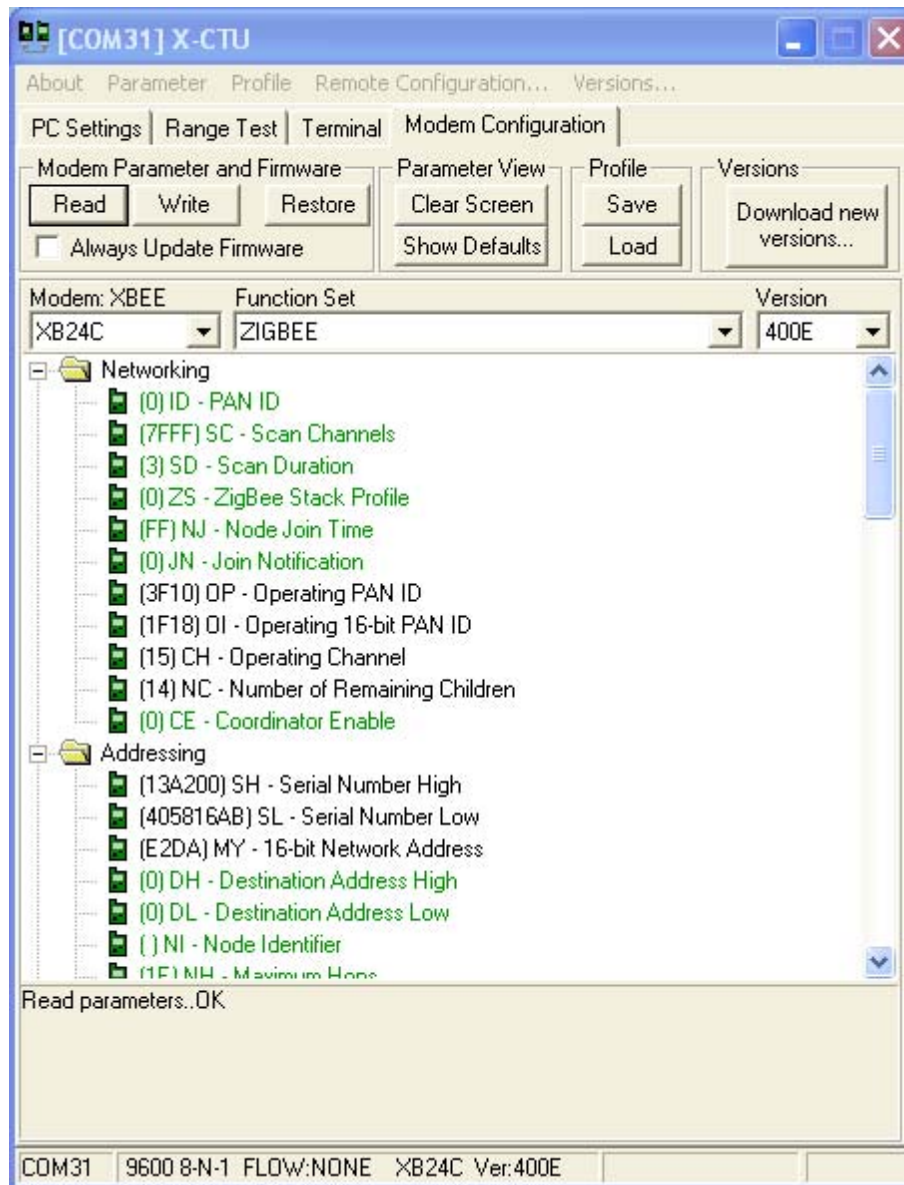 [COM31] X-CTU
About Parameter Profile Remote Configuration... Versions...
PC Settings Range Test Terminal Modem Configuration
Modem Parameter and Firmware Parameter View Profile Versions
Read Write Restore Clear Screen Save Download new versions...
Always Update Firmware Show Defaults Load
Modem: XBEE Function Set Version
XB24C ZIGBEE 400E
Networking
(0) ID - PAN ID
(7FFF) SC - Scan Channels
(3) SD - Scan Duration
(0) ZS - ZigBee Stack Profile
(FF) NJ - Node Join Time
(0) JN - Join Notification
(3F10) OP - Operating PAN ID
(1F18) OI - Operating 16-bit PAN ID
(15) CH - Operating Channel
(14) NC - Number of Remaining Children
(0) CE - Coordinator Enable
Addressing
(13A200) SH - Serial Number High
(405816AB) SL - Serial Number Low
(E2DA) MY - 16-bit Network Address
(0) DH - Destination Address High
(0) DL - Destination Address Low
( ) NI - Node Identifier
(1E) NH - Maximum Hops
Read parameters..OK
COM31 9600 8-N-1 FLOW:NONE XB24C Ver:400E